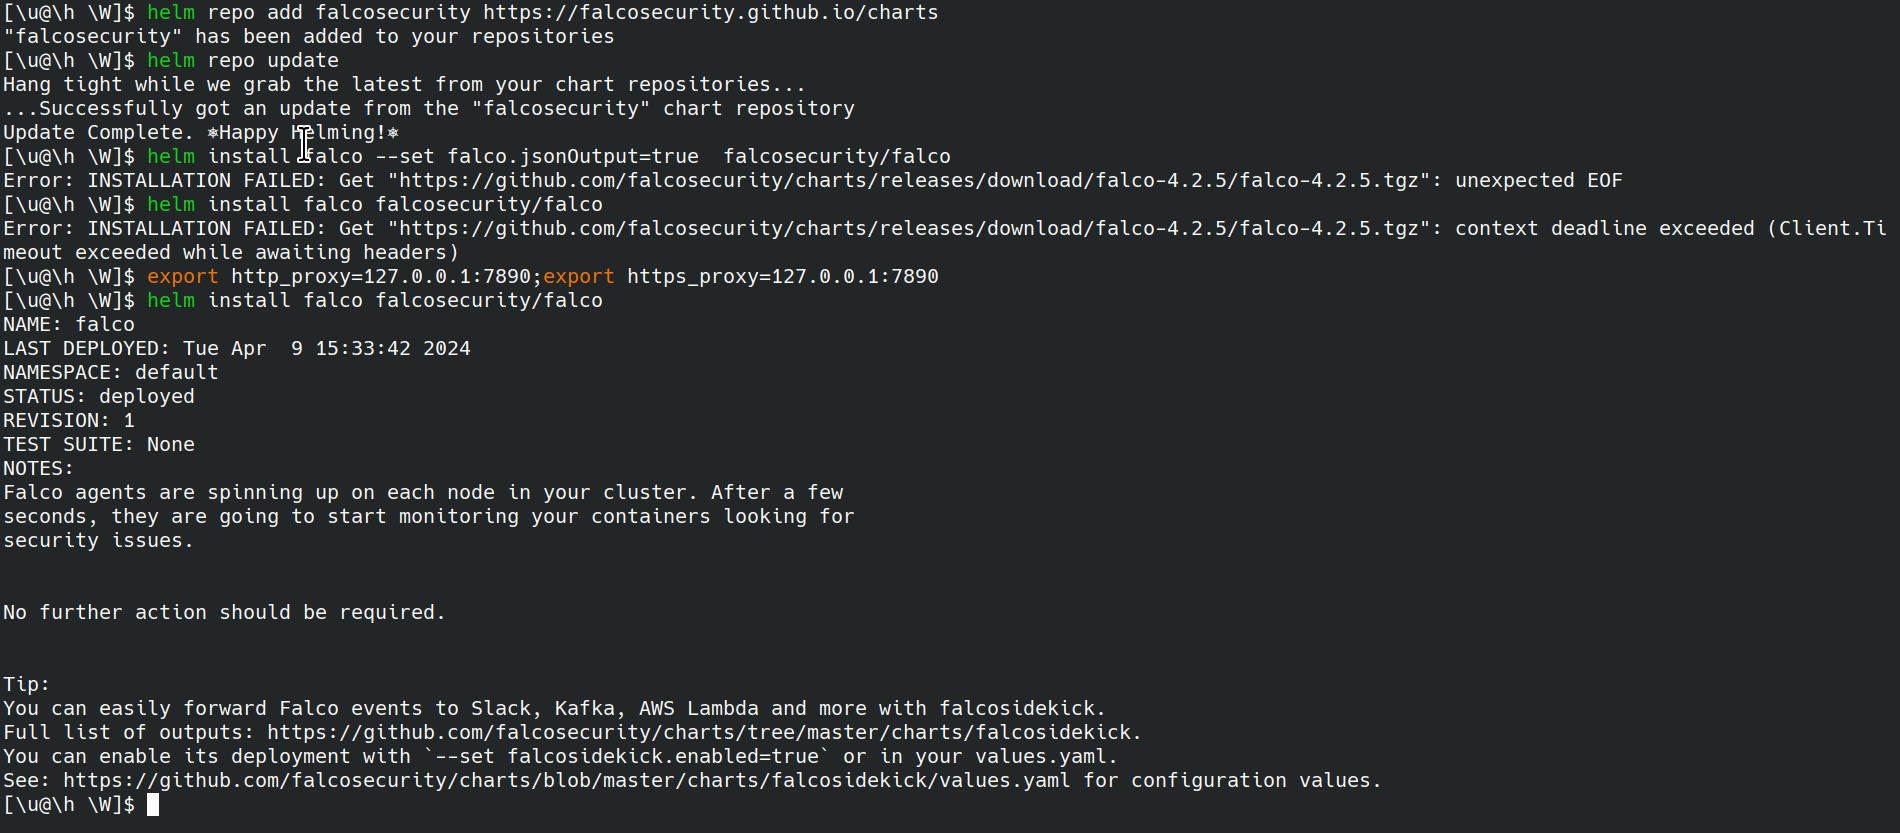 [\u@\h \W]$ helm repo add falcosecurity https://falcosecurity.github.io/charts
"falcosecurity" has been added to your repositories
[\u@\h \W]$ helm repo update
Hang tight while we grab the latest from your chart repositories...
...Successfully got an update from the "falcosecurity" chart repository
Update Complete. ⎈Happy Helming!⎈
[\u@\h \W]$ helm install falco --set falco.jsonOutput=true  falcosecurity/falco
Error: INSTALLATION FAILED: Get "https://github.com/falcosecurity/charts/releases/download/falco-4.2.5/falco-4.2.5.tgz": unexpected EOF
[\u@\h \W]$ helm install falco falcosecurity/falco
Error: INSTALLATION FAILED: Get "https://github.com/falcosecurity/charts/releases/download/falco-4.2.5/falco-4.2.5.tgz": context deadline exceeded (Client.Ti
meout exceeded while awaiting headers)
[\u@\h \W]$ export http_proxy=127.0.0.1:7890;export https_proxy=127.0.0.1:7890
[\u@\h \W]$ helm install falco falcosecurity/falco
NAME: falco
LAST DEPLOYED: Tue Apr  9 15:33:42 2024
NAMESPACE: default
STATUS: deployed
REVISION: 1
TEST SUITE: None
NOTES:
Falco agents are spinning up on each node in your cluster. After a few
seconds, they are going to start monitoring your containers looking for
security issues.
No further action should be required.
Tip:
You can easily forward Falco events to Slack, Kafka, AWS Lambda and more with falcosidekick.
Full list of outputs: https://github.com/falcosecurity/charts/tree/master/charts/falcosidekick.
You can enable its deployment with `--set falcosidekick.enabled=true` or in your values.yaml.
See: https://github.com/falcosecurity/charts/blob/master/charts/falcosidekick/values.yaml for configuration values.
[\u@\h \W]$